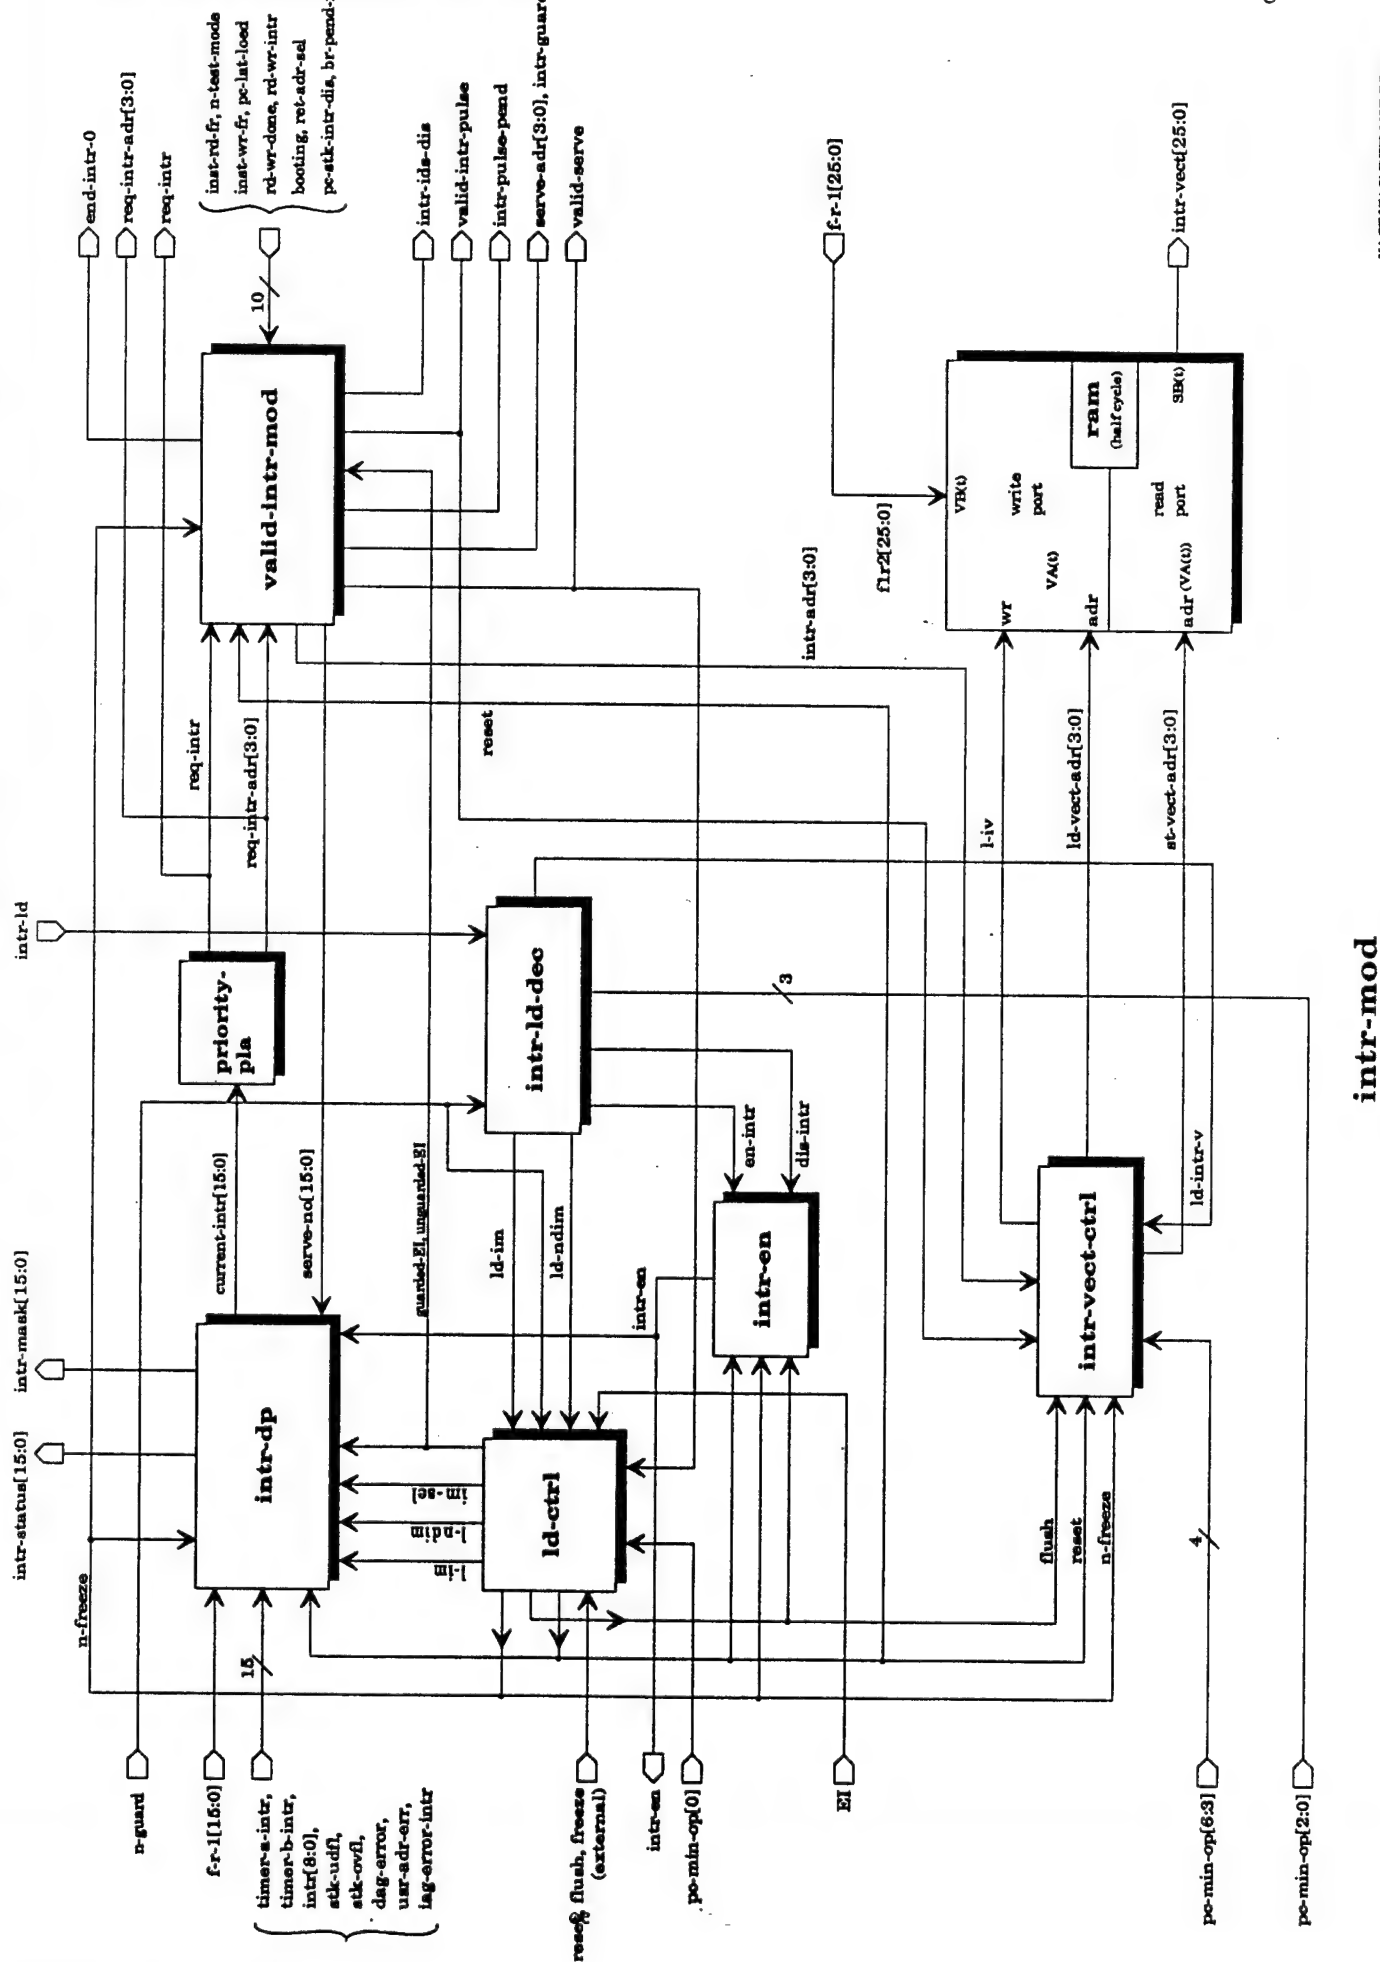 end-intr-0
req-intr-adr[3:0]
req-intr
inst-rd-fr, n-test-mode
inst-wr-fr, pc-lat-load
rd-wr-done, rd-wr-intr
booting, ret-adr-sel
pc-stk-intr-dis, br-pend-
10
intr-ids-dis
valid-intr-pulse
intr-pulse-pend
serve-adr[3:0], intr-guar
valid-serve
f-r-1[25:0]
intr-vect[25:0]
valid-intr-mod
VB(t)
write
port
VA(t)
wr
adr
ram
(half cycle)
read
port
SB(t)
adr (VA(t))
f1r2[25:0]
intr-adr[3:0]
req-intr
req-intr-adr[3:0]
reset
l-iv
ld-vect-adr[3:0]
st-vect-adr[3:0]
intr-ld
priority-
pla
intr-ld-dec
3
current-intr[15:0]
serve-no[15:0]
guarded-EI, unguarded-EI
ld-im
ld-ndim
en-intr
dis-intr
intr-en
intr-en
ld-intr-v
intr-vect-ctrl
intr-mask[15:0]
intr-status[15:0]
intr-dp
im-sel
l-ndim
l-im
ld-ctrl
flush
reset
n-freeze
4
n-freeze
15
n-guard
f-r-1[15:0]
timer-a-intr,
timer-b-intr,
intr[8:0],
stk-udfl,
stk-ovfl,
dag-error,
usr-adr-err,
iag-error-intr
reset, flush, freeze
(external)
intr-en
po-min-op[0]
EI
po-min-op[6:3]
po-min-op[2:0]
intr-mod